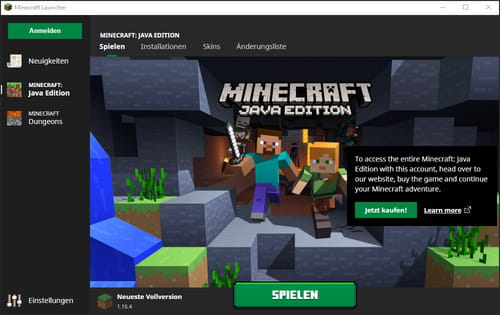 Minecraft Launcher
Anmelden
Neuigkeiten
MINECRAFT:
Java Edition
MINECRAFT
Dungeons
Einstellungen
MINECRAFT: JAVA EDITION
Spielen Installationen Skins Änderungsliste
MINECRAFT
JAVA EDITION
To access the entire Minecraft: Java
Edition with this account, head over to
our website, buy the game and continue
your Minecraft adventure.
Jetzt kaufen! Learn more
Neueste Vollversion
1.16.4
SPIELEN